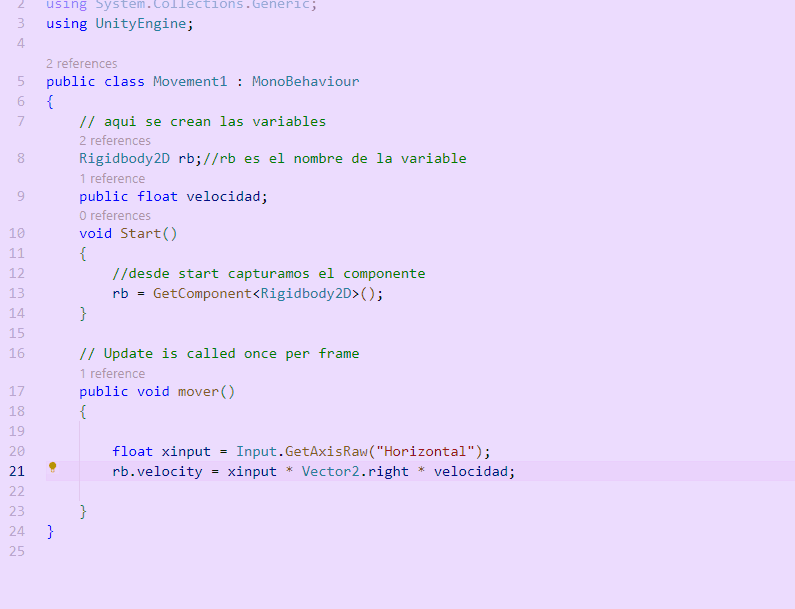 2 using System.Collections.Generic;
3 using UnityEngine;
4
2 references
5 public class Movement1 : MonoBehaviour
6 {
7 // aqui se crean las variables
2 references
8 Rigidbody2D rb;//rb es el nombre de la variable
1 reference
9 public float velocidad;
0 references
10 void Start()
11 {
12 //desde start capturamos el componente
13 rb = GetComponent<Rigidbody2D>();
14 }
15
16 // Update is called once per frame
1 reference
17 public void mover()
18 {
19
20 float xinput = Input.GetAxisRaw("Horizontal");
21 rb.velocity = xinput * Vector2.right * velocidad;
22
23 }
24 }
25